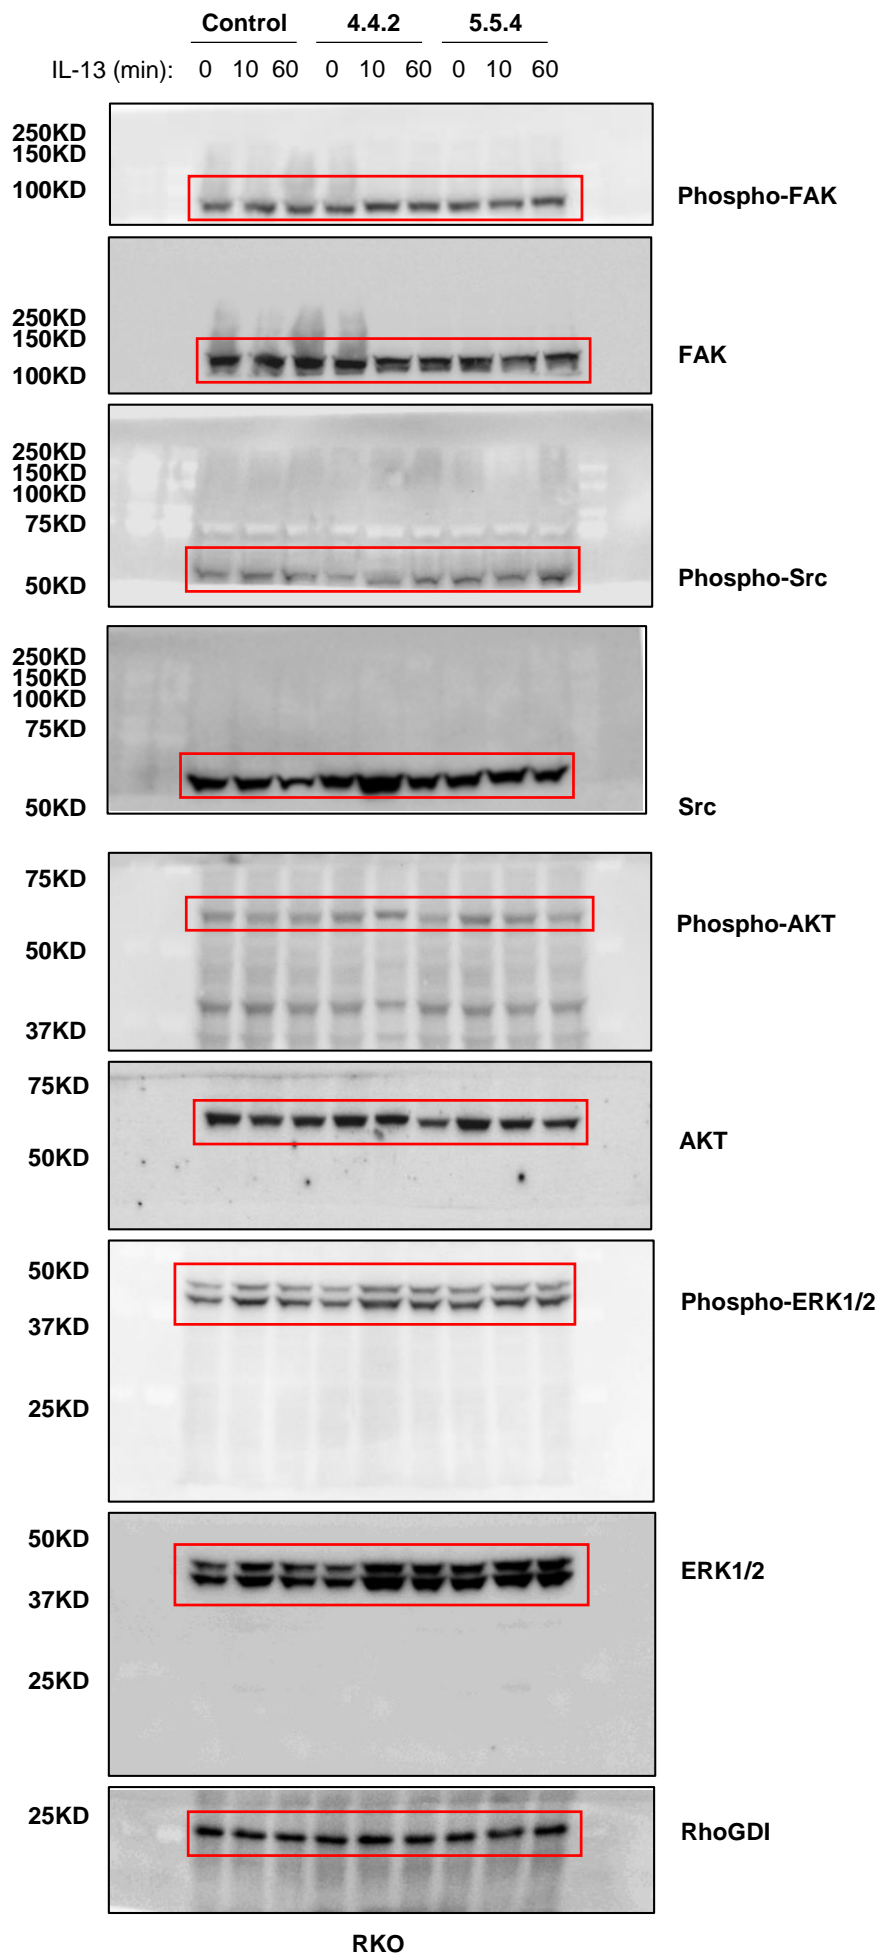 Control 4.4.2 5.5.4
IL-13 (min): 0 10 60 0 10 60 0 10 60
250KD
150KD
100KD
Phospho-FAK
250KD
150KD
100KD
FAK
250KD
150KD
100KD
75KD
50KD
Phospho-Src
250KD
150KD
100KD
75KD
50KD
Src
75KD
50KD
37KD
Phospho-AKT
75KD
50KD
AKT
50KD
37KD
25KD
Phospho-ERK1/2
50KD
37KD
25KD
ERK1/2
25KD
RhoGDI
RKO